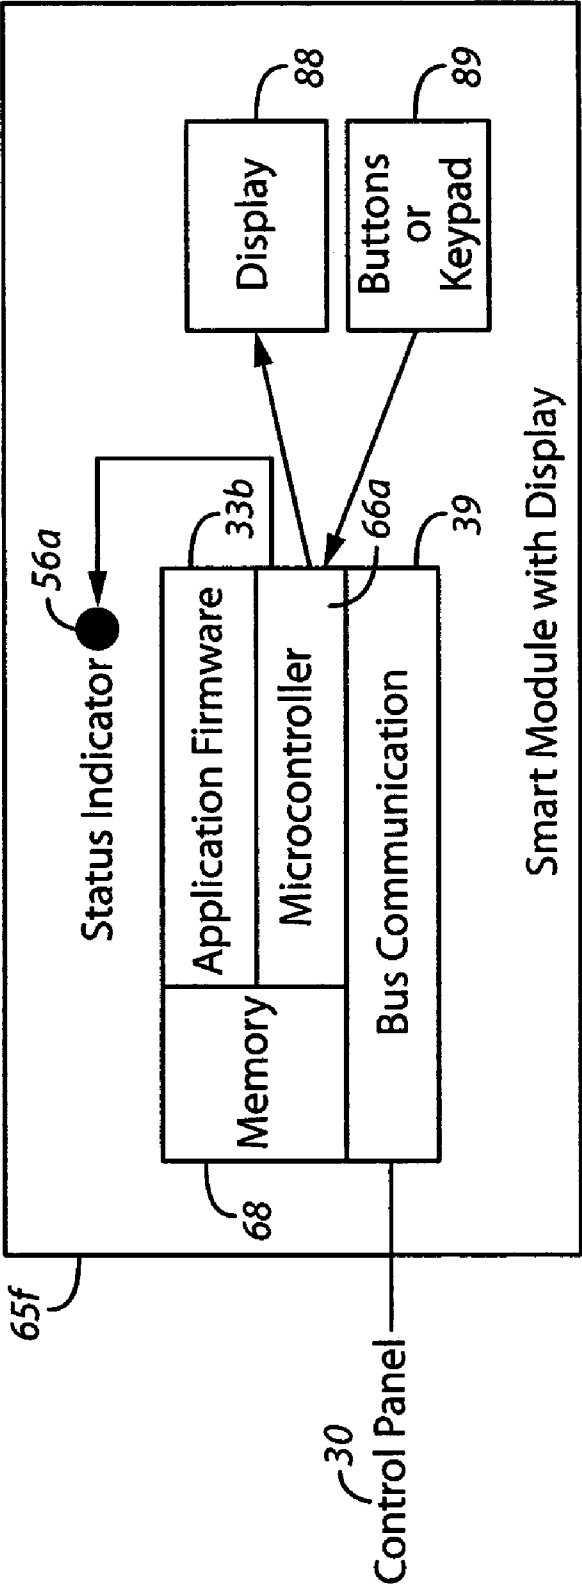 65f
Status Indicator
56a
68
Memory
Application Firmware
33b
Microcontroller
66a
Bus Communication
39
Display
88
Buttons
or
Keypad
89
30
Control Panel
Smart Module with Display